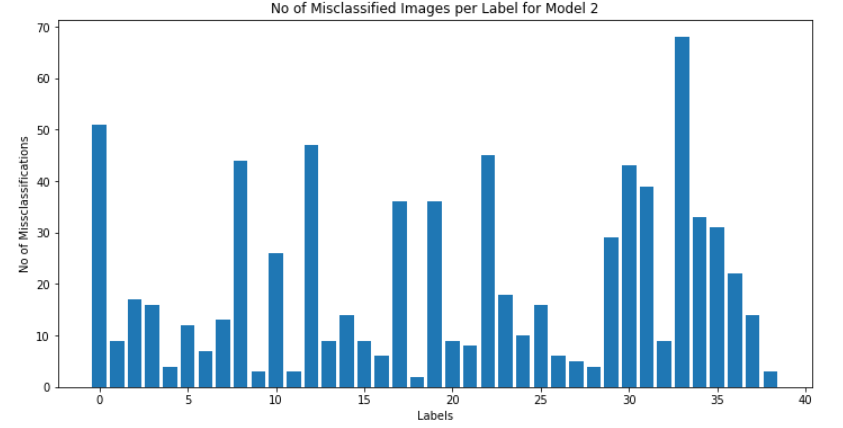 No of Misclassified Images per Label for Model 2
70
60
50
40
30
20
10
0
No of Missclassifications
0 5 10 15 20 25 30 35 40
Labels